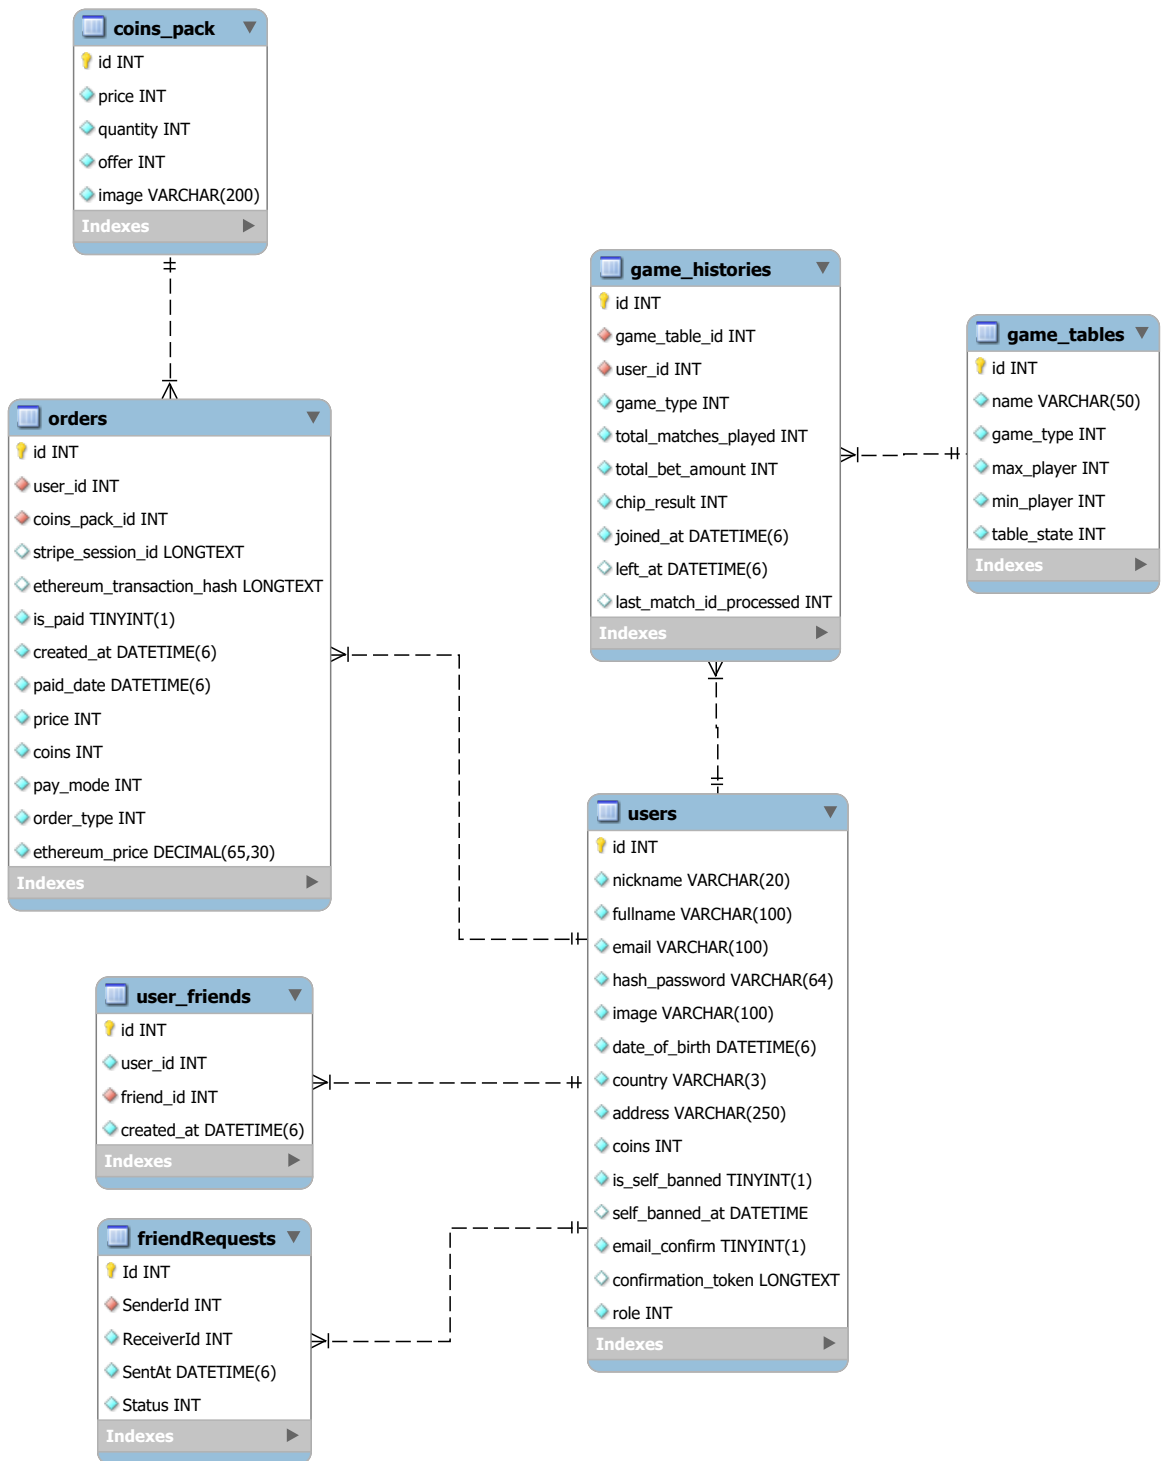 coins_pack
id INT
price INT
quantity INT
offer INT
image VARCHAR(200)
Indexes
orders
id INT
user_id INT
coins_pack_id INT
stripe_session_id LONGTEXT
ethereum_transaction_hash LONGTEXT
is_paid TINYINT(1)
created_at DATETIME(6)
paid_date DATETIME(6)
price INT
coins INT
pay_mode INT
order_type INT
ethereum_price DECIMAL(65,30)
Indexes
game_histories
id INT
game_table_id INT
user_id INT
game_type INT
total_matches_played INT
total_bet_amount INT
chip_result INT
joined_at DATETIME(6)
left_at DATETIME(6)
last_match_id_processed INT
Indexes
game_tables
id INT
name VARCHAR(50)
game_type INT
max_player INT
min_player INT
table_state INT
Indexes
users
id INT
nickname VARCHAR(20)
fullname VARCHAR(100)
email VARCHAR(100)
hash_password VARCHAR(64)
image VARCHAR(100)
date_of_birth DATETIME(6)
country VARCHAR(3)
address VARCHAR(250)
coins INT
is_self_banned TINYINT(1)
self_banned_at DATETIME
email_confirm TINYINT(1)
confirmation_token LONGTEXT
role INT
Indexes
user_friends
id INT
user_id INT
friend_id INT
created_at DATETIME(6)
Indexes
friendRequests
Id INT
SenderId INT
ReceiverId INT
SentAt DATETIME(6)
Status INT
Indexes